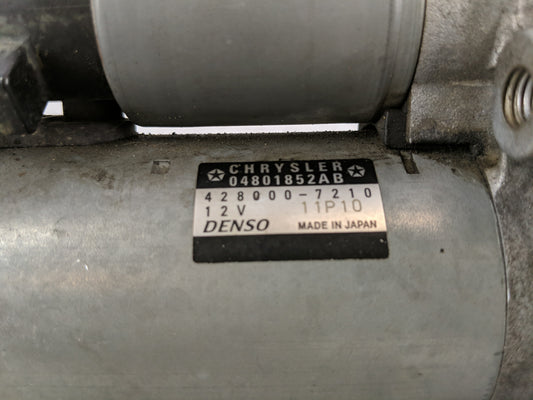 CHRYSLER
04801852AB
428000-7210
12V 11P10
DENSO MADE IN JAPAN